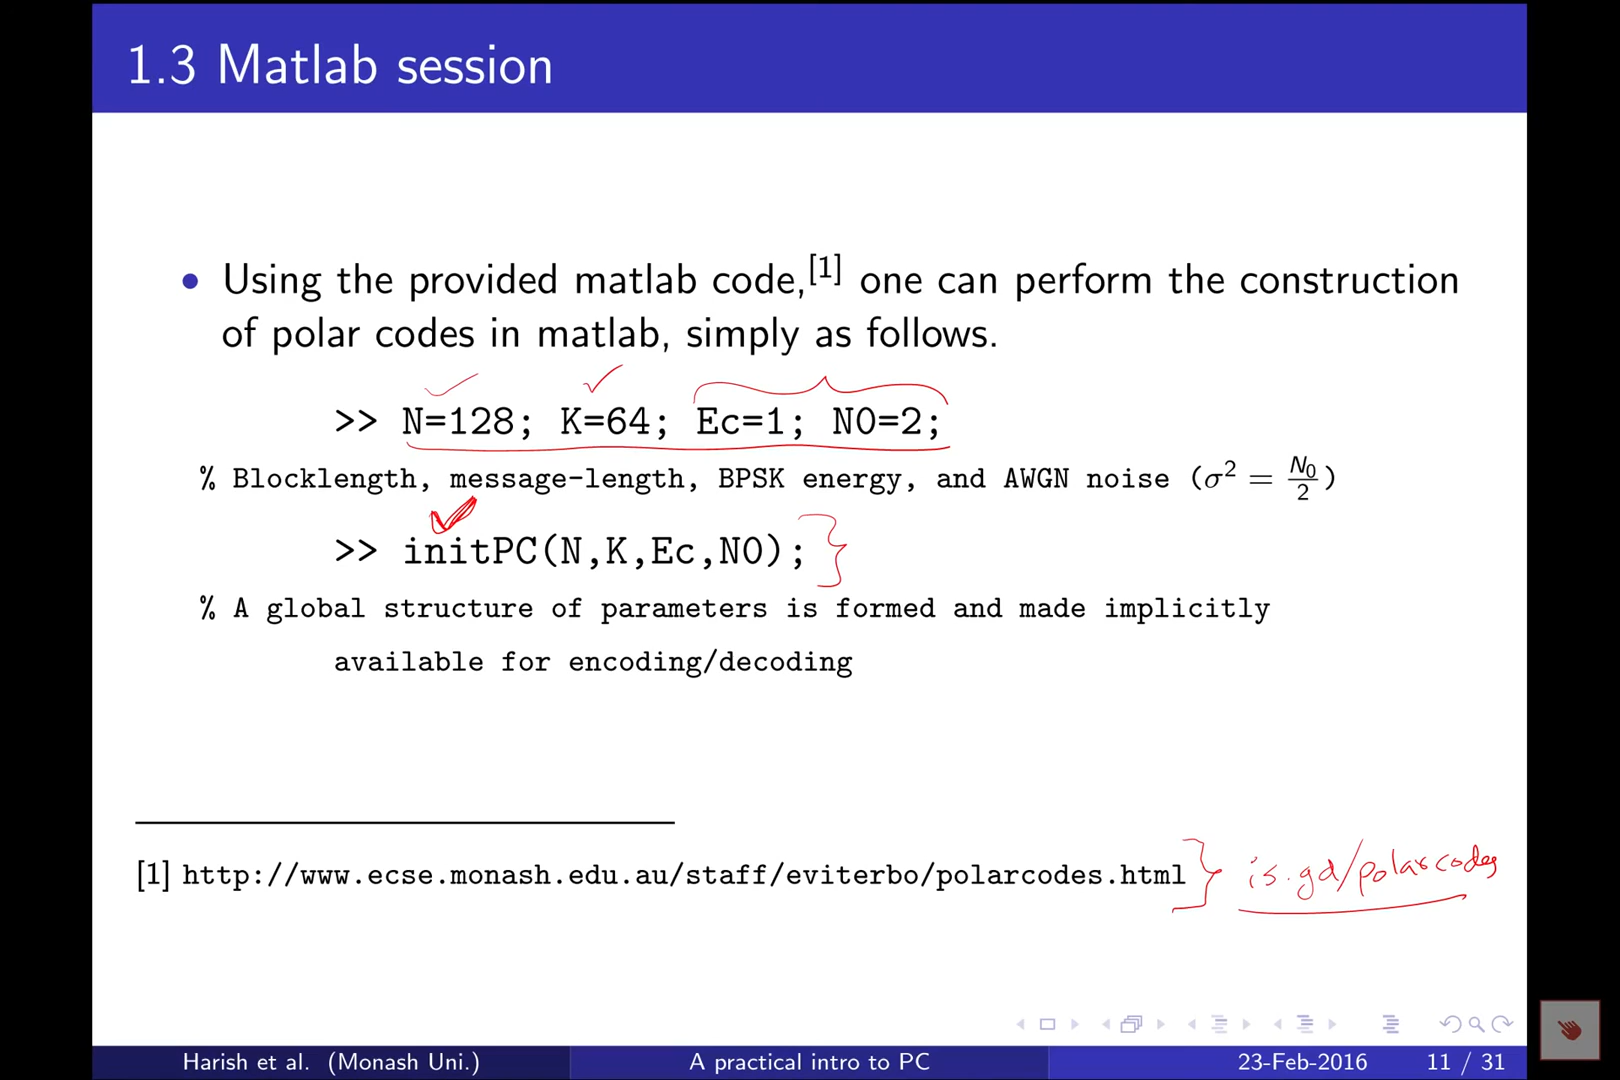 1.3 Matlab session
• Using the provided matlab code,[1] one can perform the construction
of polar codes in matlab, simply as follows.
>> N=128; K=64; Ec=1; N0=2;
% Blocklength, message-length, BPSK energy, and AWGN noise (σ² = N₀/2)
>> initPC(N,K,Ec,N0);
% A global structure of parameters is formed and made implicitly
available for encoding/decoding
[1] http://www.ecse.monash.edu.au/staff/eviterbo/polarcodes.html
is.gd/polarcodes
Harish et al. (Monash Uni.) A practical intro to PC 23-Feb-2016 11 / 31